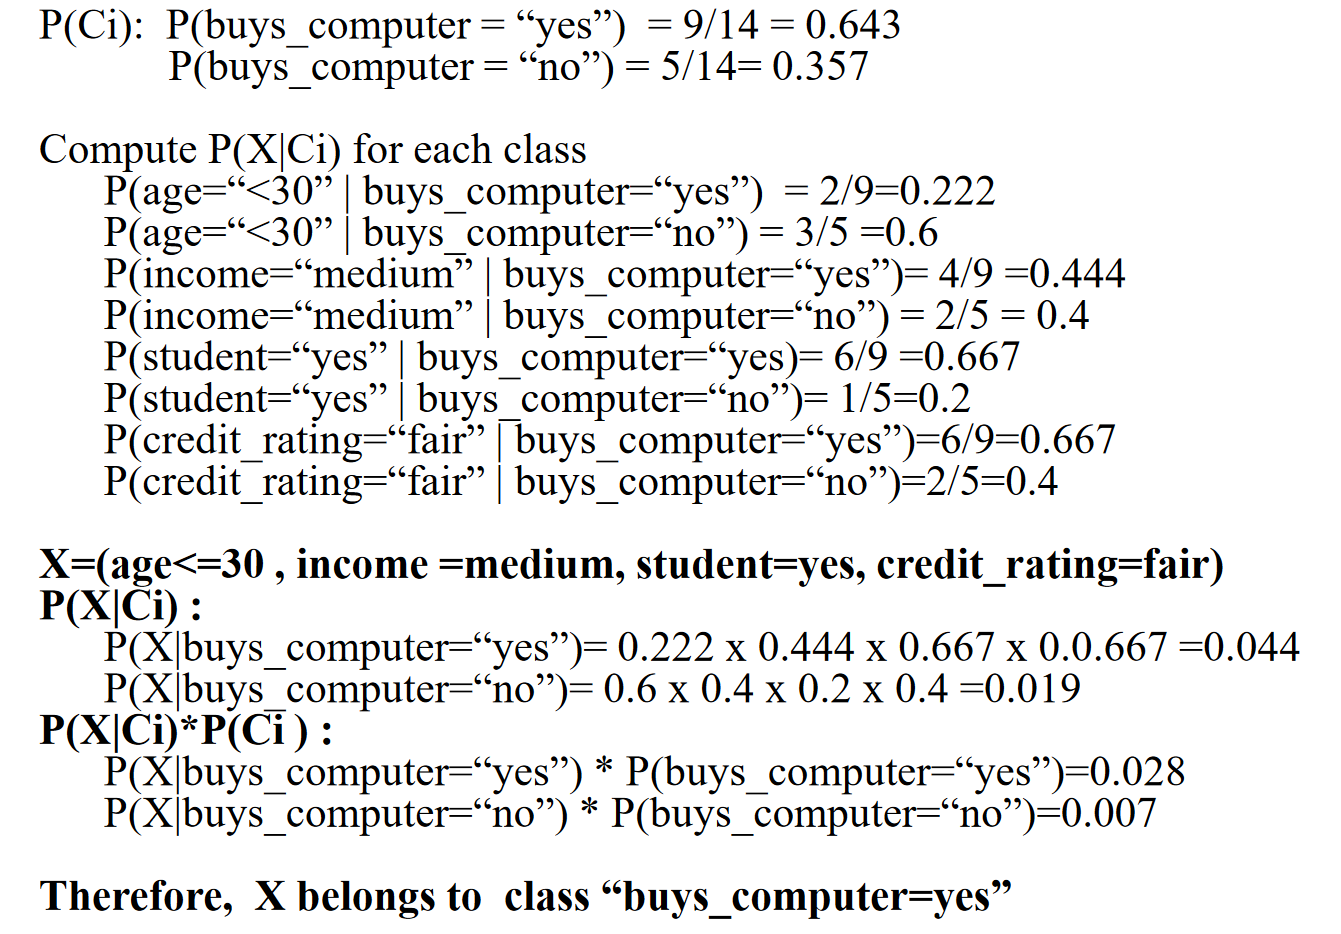 P(Ci): P(buys_computer = “yes”) = 9/14 = 0.643
P(buys_computer = “no”) = 5/14= 0.357
Compute P(X|Ci) for each class
P(age=“<30” | buys_computer=“yes”) = 2/9=0.222
P(age=“<30” | buys_computer=“no”) = 3/5 =0.6
P(income=“medium” | buys_computer=“yes”)= 4/9 =0.444
P(income=“medium” | buys_computer=“no”) = 2/5 = 0.4
P(student=“yes” | buys_computer=“yes)= 6/9 =0.667
P(student=“yes” | buys_computer=“no”)= 1/5=0.2
P(credit_rating=“fair” | buys_computer=“yes”)=6/9=0.667
P(credit_rating=“fair” | buys_computer=“no”)=2/5=0.4
X=(age<=30 , income =medium, student=yes, credit_rating=fair)
P(X|Ci) :
P(X|buys_computer=“yes”)= 0.222 x 0.444 x 0.667 x 0.0.667 =0.044
P(X|buys_computer=“no”)= 0.6 x 0.4 x 0.2 x 0.4 =0.019
P(X|Ci)*P(Ci ) :
P(X|buys_computer=“yes”) * P(buys_computer=“yes”)=0.028
P(X|buys_computer=“no”) * P(buys_computer=“no”)=0.007
Therefore, X belongs to class “buys_computer=yes”